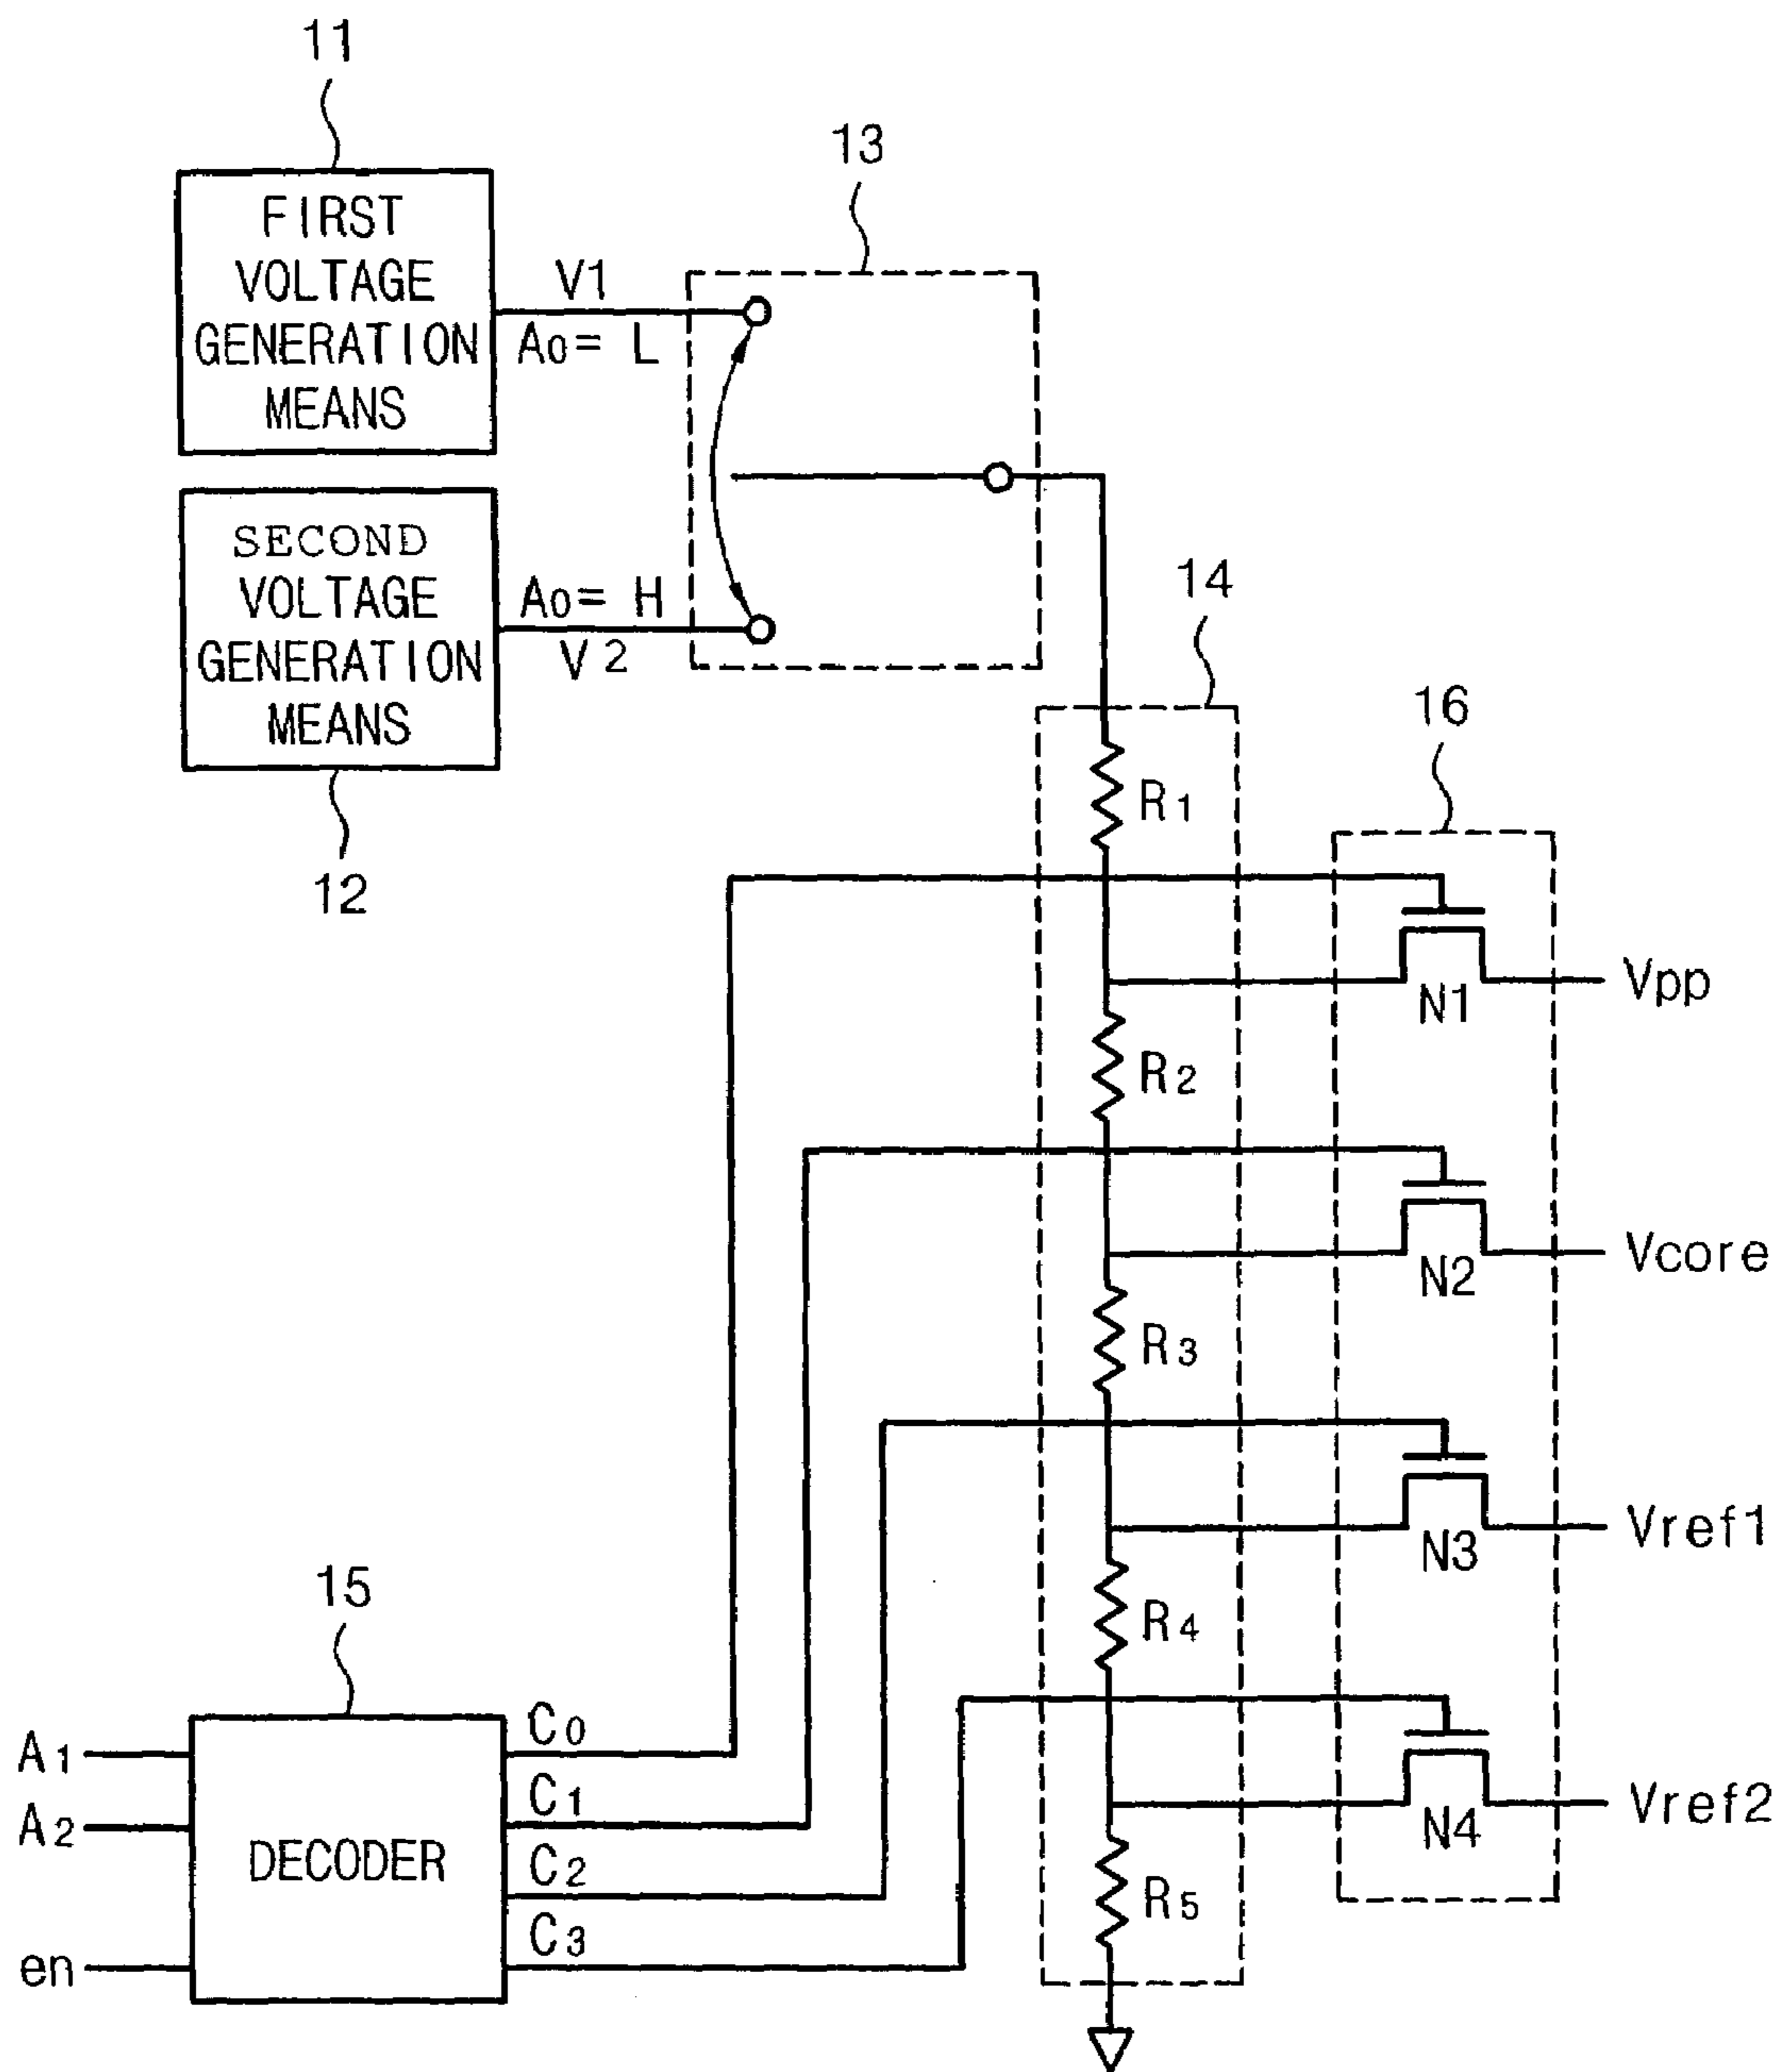 11
FIRST
VOLTAGE
GENERATION
MEANS
V1
A0= L
13
SECOND
VOLTAGE
GENERATION
MEANS
A0= H
V2
12
14
16
R1
N1
Vpp
R2
N2
Vcore
R3
N3
Vref1
R4
N4
Vref2
R5
15
A1
A2
en
DECODER
C0
C1
C2
C3